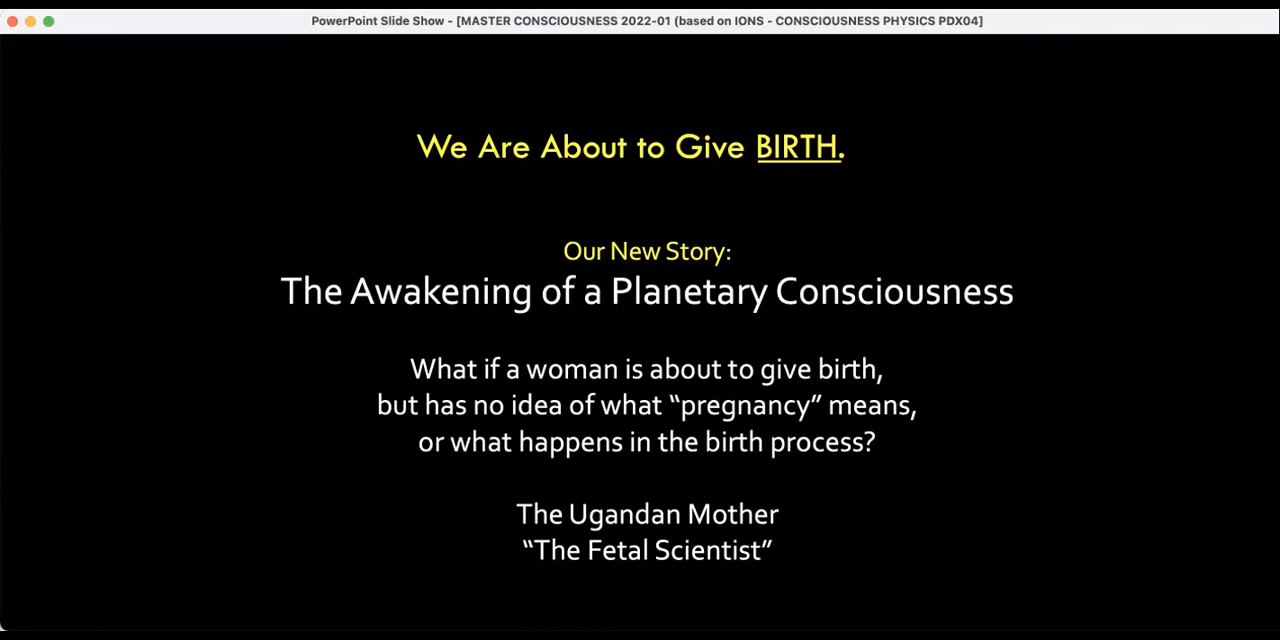 PowerPoint Slide Show - [MASTER CONSCIOUSNESS 2022-01 (based on IONS - CONSCIOUSNESS PHYSICS PDX04]
We Are About to Give BIRTH.
Our New Story:
The Awakening of a Planetary Consciousness
What if a woman is about to give birth,
but has no idea of what “pregnancy” means,
or what happens in the birth process?
The Ugandan Mother
“The Fetal Scientist”